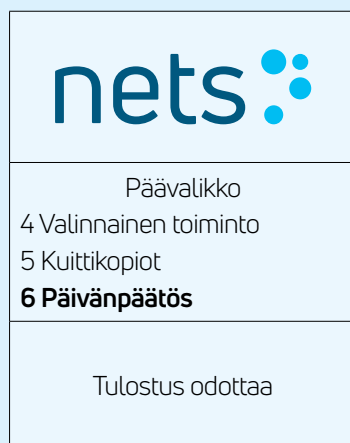 nets
Päävalikko
4 Valinnainen toiminto
5 Kuittikopiot
6 Päivänpäätös
Tulostus odottaa